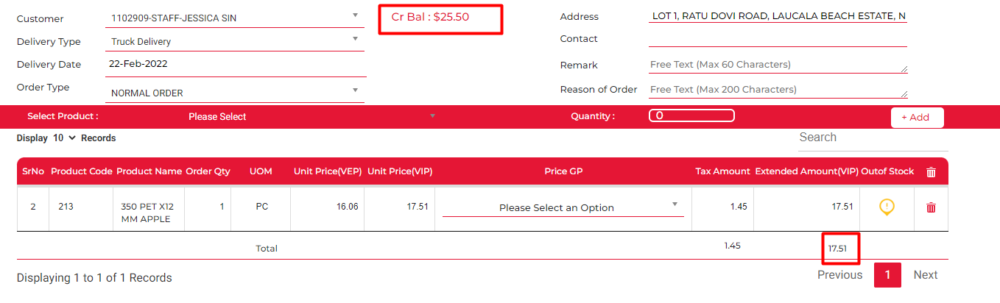 Customer 1102909-STAFF-JESSICA SIN Cr Bal : $25.50 Address LOT 1, RATU DOVI ROAD, LAUCALA BEACH ESTATE, N
Delivery Type Truck Delivery Contact
Delivery Date 22-Feb-2022 Remark Free Text (Max 60 Characters)
Order Type NORMAL ORDER Reason of Order Free Text (Max 200 Characters)
Select Product : Please Select Quantity : 0 + Add
Display 10 Records Search
SrNo Product Code Product Name Order Qty UOM Unit Price(VEP) Unit Price(VIP) Price GP Tax Amount Extended Amount(VIP) Outof Stock
2 213 350 PET X12 1 PC 16.06 17.51 Please Select an Option 1.45 17.51
MM APPLE
Total 1.45 17.51
Displaying 1 to 1 of 1 Records Previous 1 Next